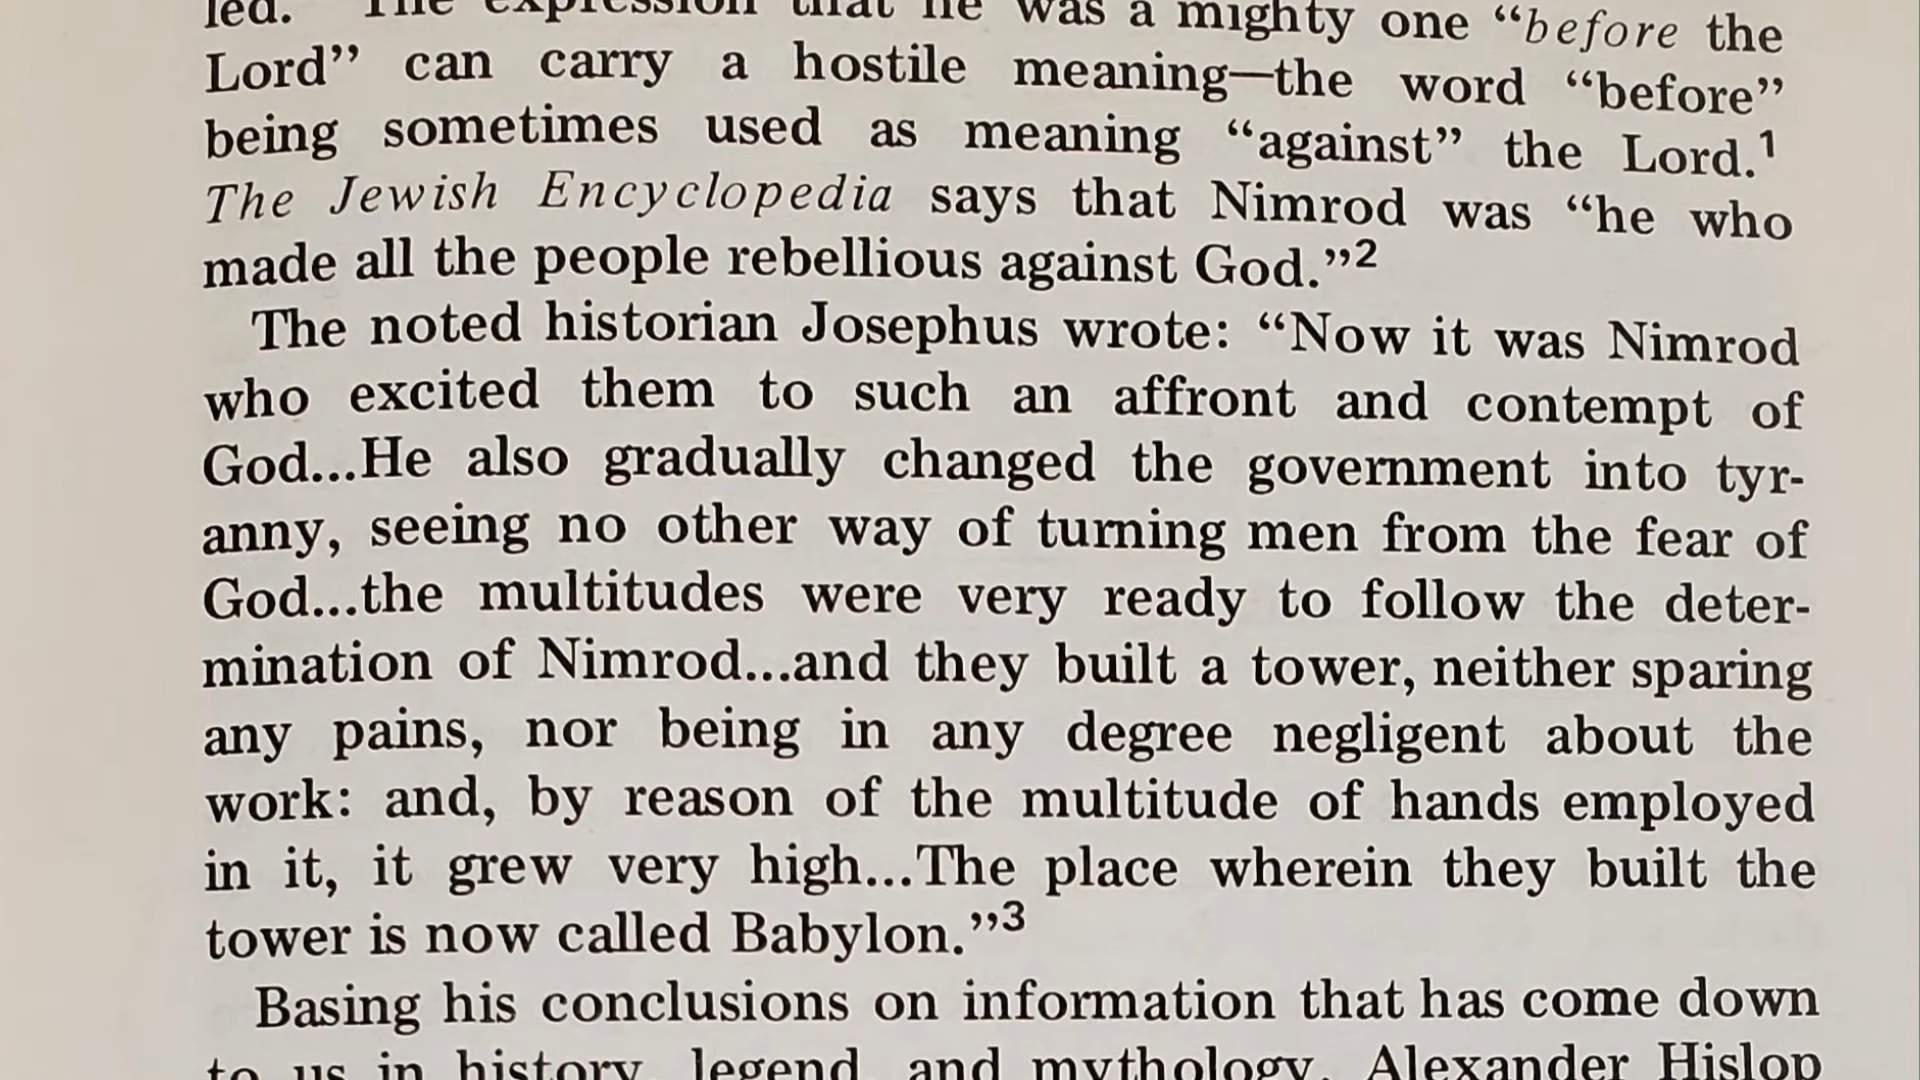 led. The expression that he was a mighty one “before the
Lord” can carry a hostile meaning—the word “before”
being sometimes used as meaning “against” the Lord.1
The Jewish Encyclopedia says that Nimrod was “he who
made all the people rebellious against God.”2
The noted historian Josephus wrote: “Now it was Nimrod
who excited them to such an affront and contempt of
God...He also gradually changed the government into tyr-
anny, seeing no other way of turning men from the fear of
God...the multitudes were very ready to follow the deter-
mination of Nimrod...and they built a tower, neither sparing
any pains, nor being in any degree negligent about the
work: and, by reason of the multitude of hands employed
in it, it grew very high...The place wherein they built the
tower is now called Babylon.”3
Basing his conclusions on information that has come down
to us in history, legend, and mythology, Alexander Hislop